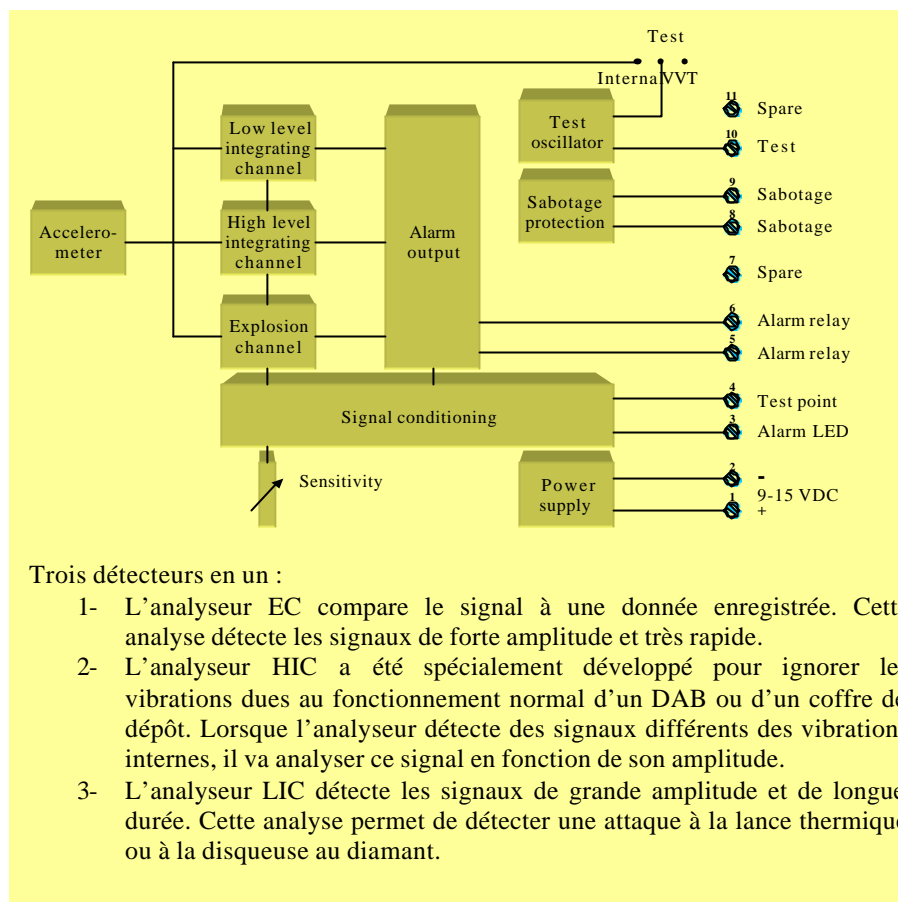 Test
Internal VVT
11
Spare
Low level
integrating
channel
Test
oscillator
10
Test
9
Sabotage
Sabotage
protection
8
Sabotage
Accelero-
meter
High level
integrating
channel
Alarm
output
7
Spare
6
Alarm relay
Explosion
channel
5
Alarm relay
4
Test point
Signal conditioning
3
Alarm LED
Sensitivity
Power
supply
2
-
9-15 VDC
1
+
Trois détecteurs en un :
1- L’analyseur EC compare le signal à une donnée enregistrée. Cett
analyse détecte les signaux de forte amplitude et très rapide.
2- L’analyseur HIC a été spécialement développé pour ignorer le
vibrations dues au fonctionnement normal d’un DAB ou d’un coffre de
dépôt. Lorsque l’analyseur détecte des signaux différents des vibration
internes, il va analyser ce signal en fonction de son amplitude.
3- L’analyseur LIC détecte les signaux de grande amplitude et de longue
durée. Cette analyse permet de détecter une attaque à la lance thermique
ou à la disqueuse au diamant.